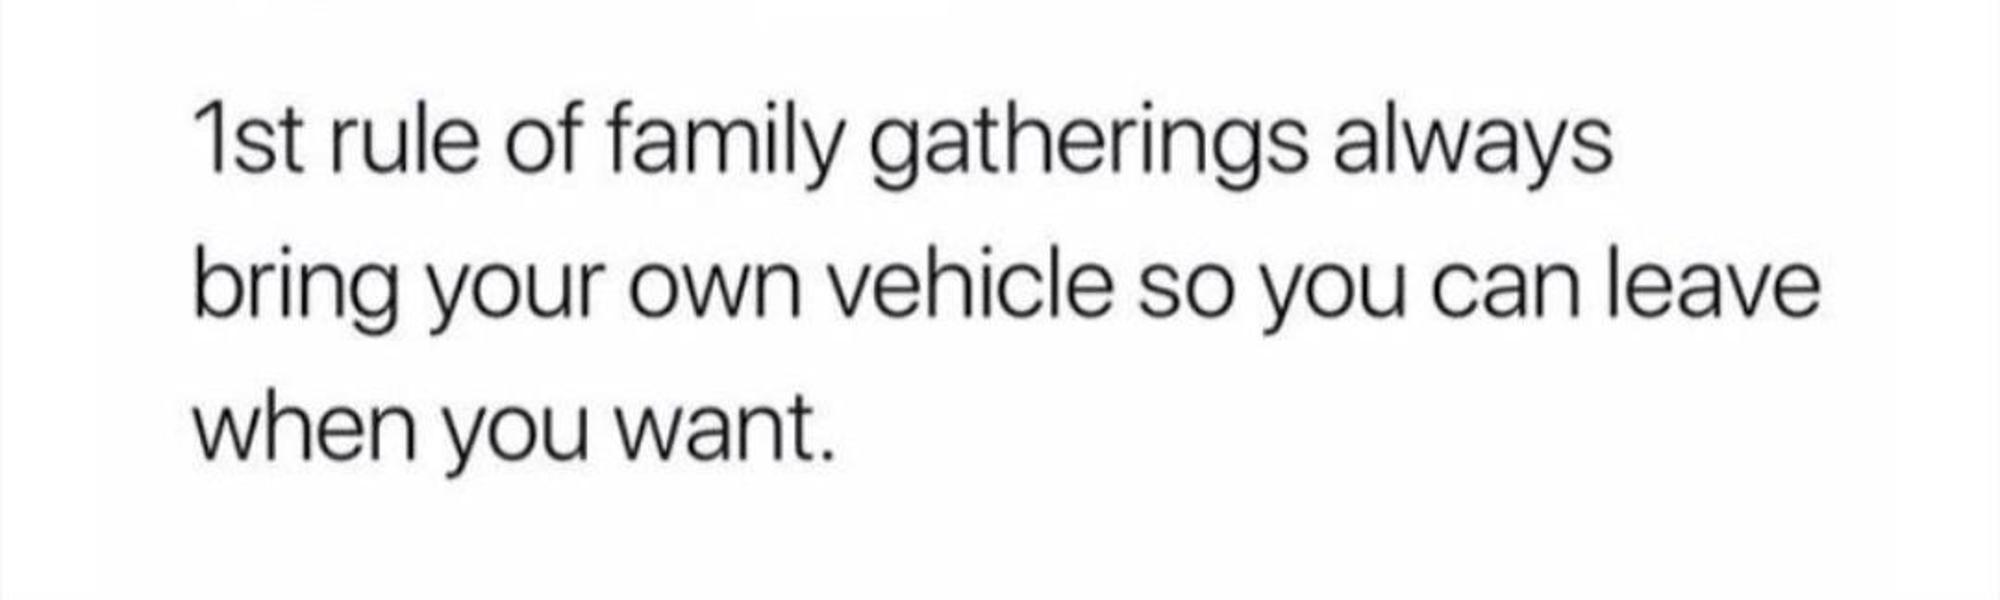 1st rule of family gatherings always
bring your own vehicle so you can leave
when you want.